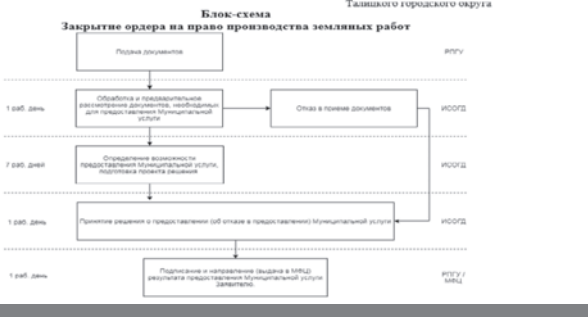 Талицкого городского округа
Блок-схема
Закрытие ордера на право производства земляных работ
Подача документов
РПГУ
1 раб. день
Обработка и предварительное
рассмотрение документов, необходимых
для предоставления Муниципальной
услуги
Отказ в приеме документов
ИСОГД
7 раб. дней
Определение возможности
предоставления Муниципальной услуги,
подготовка проекта решения
ИСОГД
1 раб. день
Принятие решения о предоставлении (об отказе в предоставлении) Муниципальной услуги
ИСОГД
1 раб. день
Подписание и направление (выдача в МФЦ)
результата предоставления Муниципальной услуги
Заявителю.
РПГУ /
МФЦ